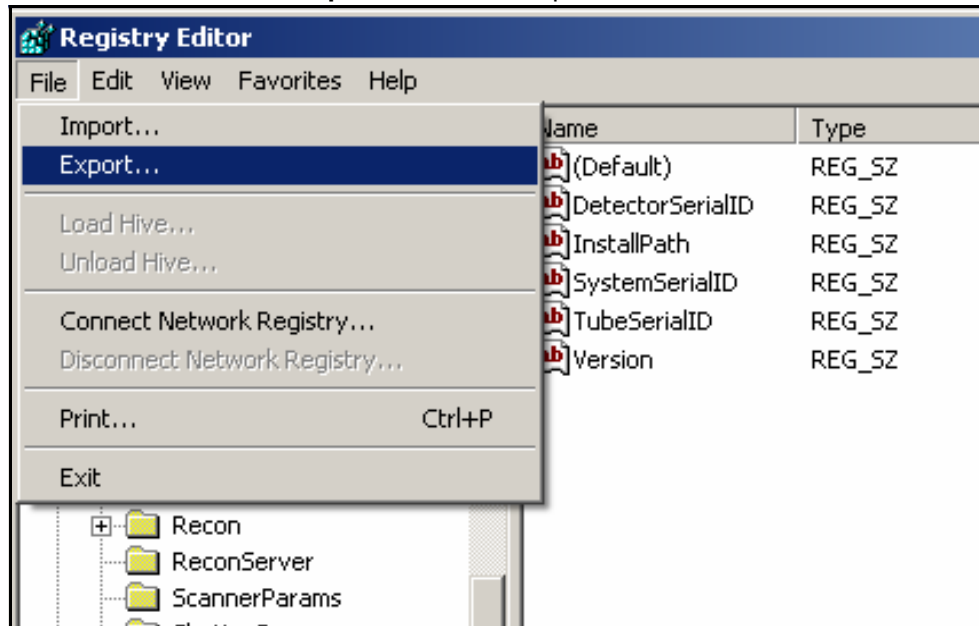 Registry Editor
File Edit View Favorites Help
Import...
Export...
Load Hive...
Unload Hive...
Connect Network Registry...
Disconnect Network Registry...
Print... Ctrl+P
Exit
Recon
ReconServer
ScannerParams
Name Type
(Default) REG_SZ
DetectorSerialID REG_SZ
InstallPath REG_SZ
SystemSerialID REG_SZ
TubeSerialID REG_SZ
Version REG_SZ